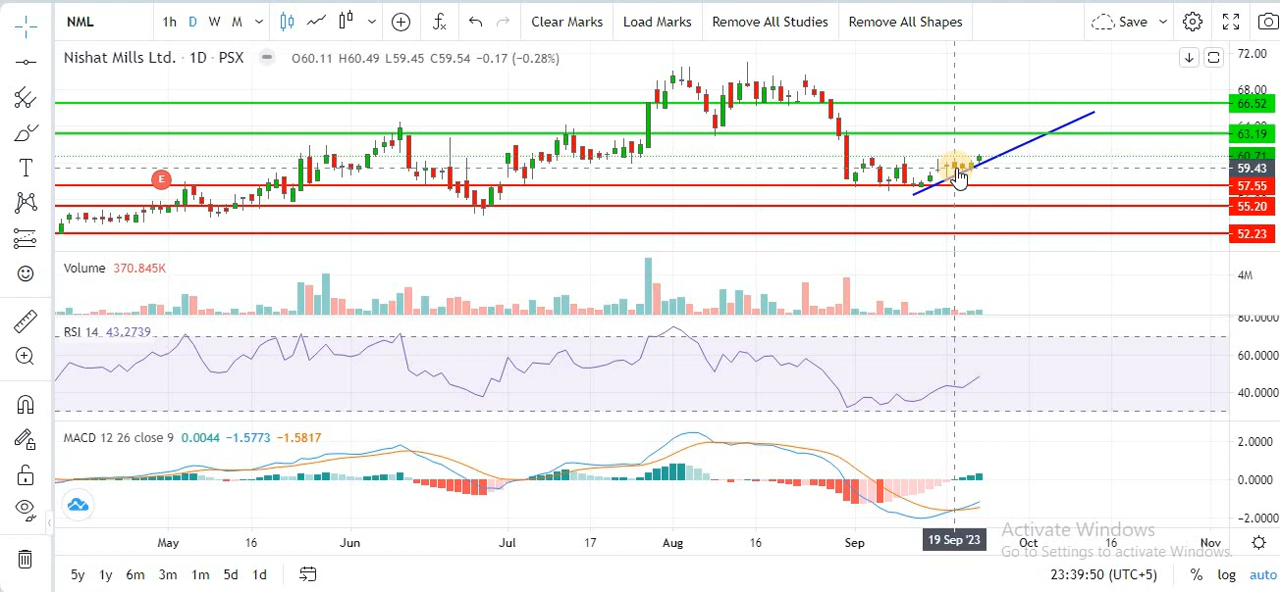 NML 1h D W M Save
Clear Marks Load Marks Remove All Studies Remove All Shapes
Nishat Mills Ltd. · 1D · PSX O60.11 H60.49 L59.45 C59.54 -0.17 (-0.28%)
72.00
68.00
66.52
63.19
60.71
59.43
57.55
55.20
52.23
E
Volume 370.845K
4M
RSI 14 43.2739
80.0000
60.0000
40.0000
MACD 12 26 close 9 0.0044 -1.5773 -1.5817
2.0000
0.0000
-2.0000
May 16 Jun Jul 17 Aug 16 Sep 19 Sep '23 Oct 16 Nov
Activate Windows
Go to Settings to activate Windows.
5y 1y 6m 3m 1m 5d 1d 23:39:50 (UTC+5) % log auto